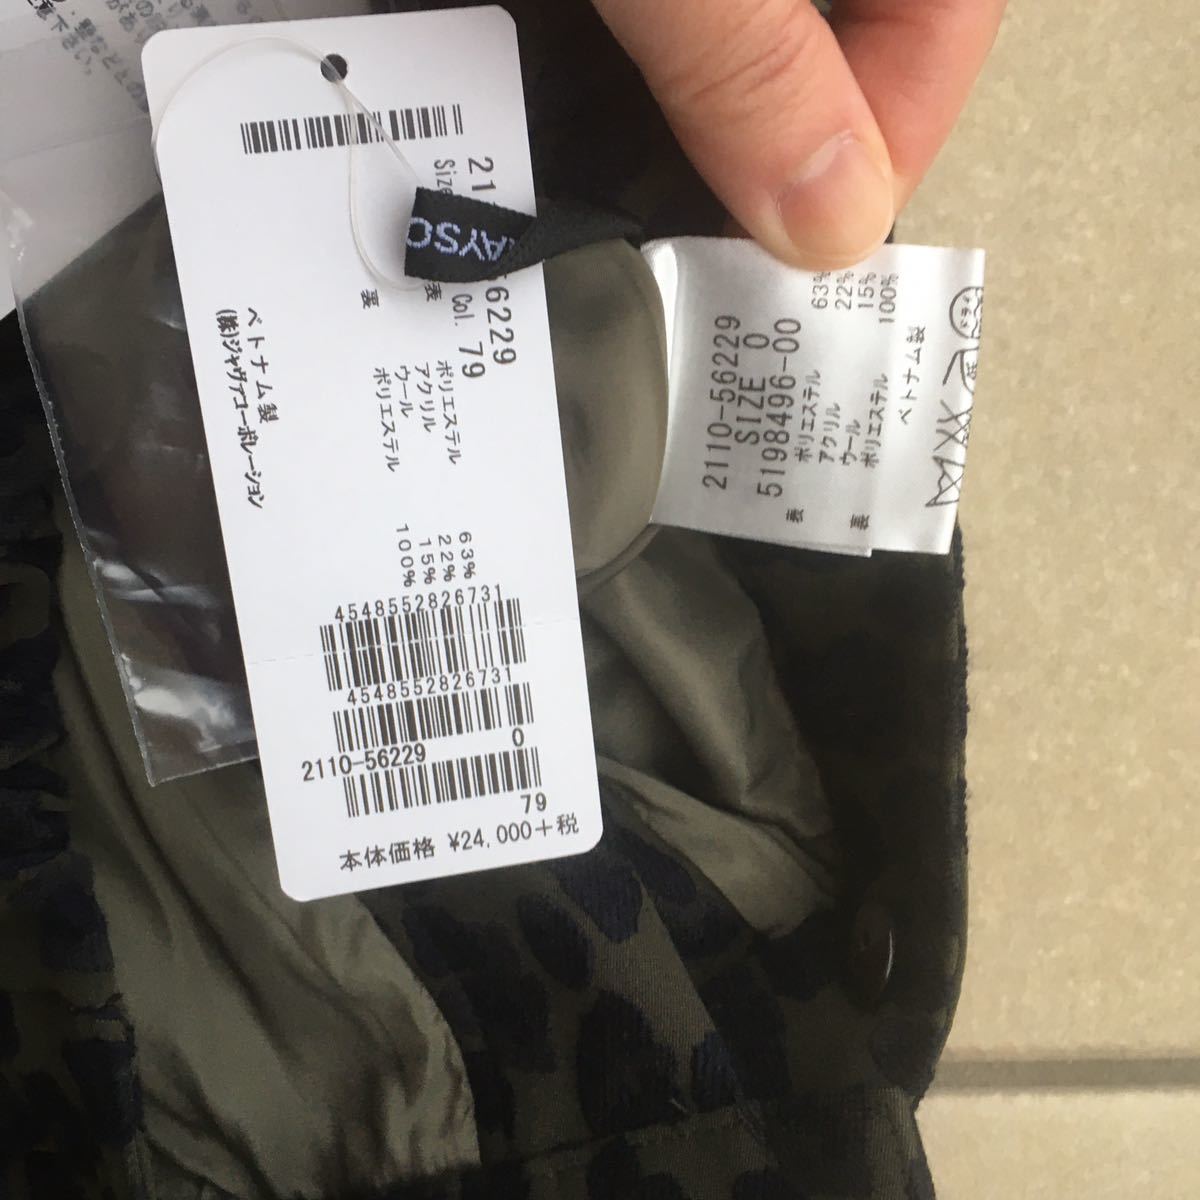 21
6229
Size
Col. 79
表
ポリエステル 63%
アクリル 22%
ウール 15%
裏
ポリエステル 100%
ベトナム製
(株)ジャヴァコーポレーション
4548552826731
4548552826731
2110-56229
0
79
本体価格 ¥24,000+税
AYSO
2110-56229
SIZE 0
5198496-00
表
ポリエステル 63%
アクリル 22%
ウール 15%
裏
ポリエステル 100%
ベトナム製